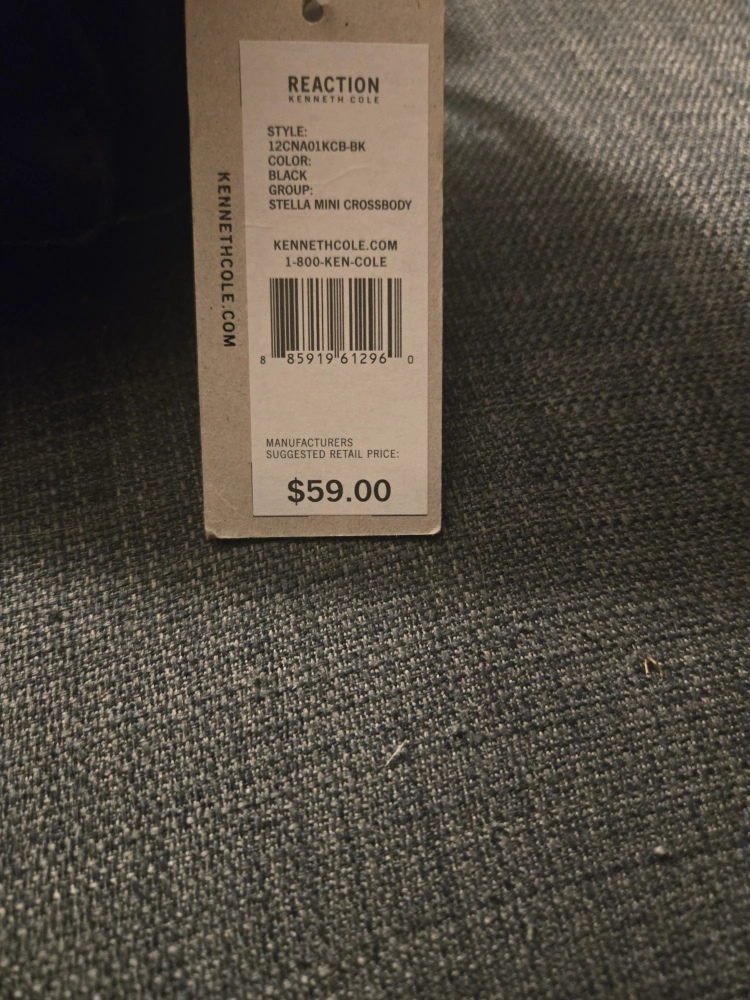 REACTION
KENNETH COLE
STYLE:
12CNA01KCB-BK
COLOR:
BLACK
GROUP:
STELLA MINI CROSSBODY
KENNETHCOLE.COM
1-800-KEN-COLE
8 85919 61296 0
MANUFACTURERS
SUGGESTED RETAIL PRICE:
$59.00
KENNETHCOLE.COM